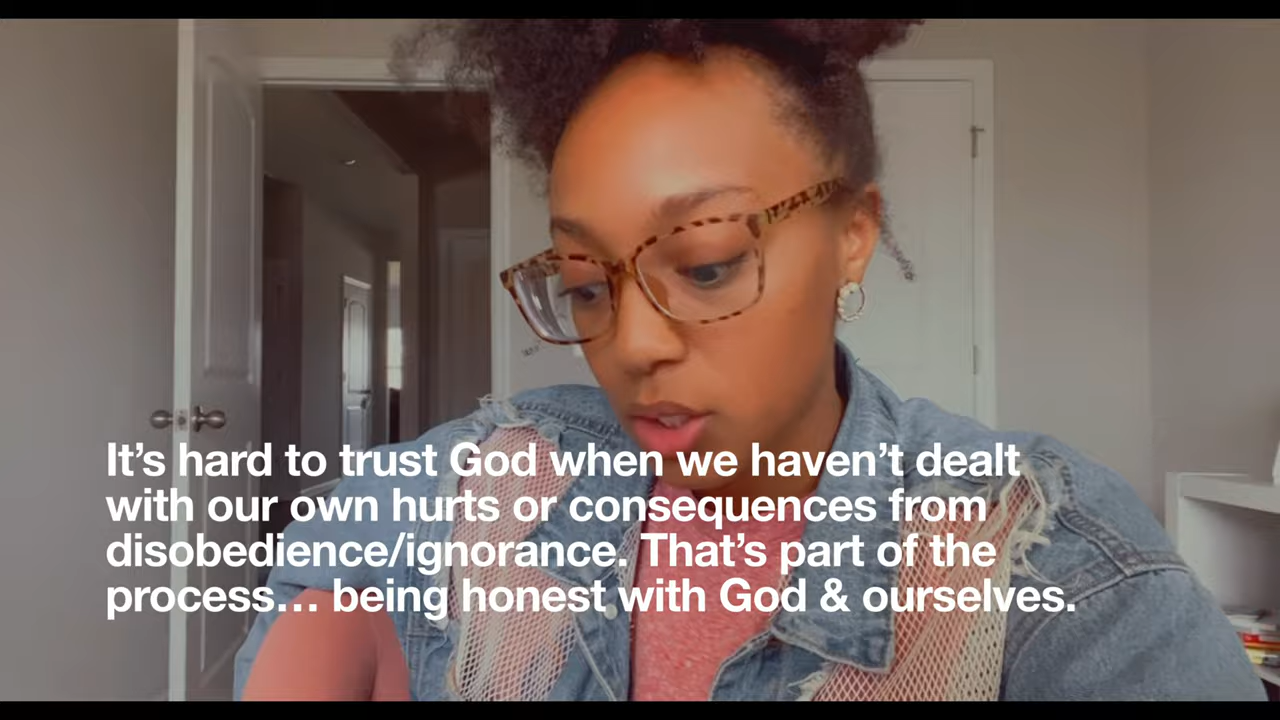 It’s hard to trust God when we haven’t dealt
with our own hurts or consequences from
disobedience/ignorance. That’s part of the
process… being honest with God & ourselves.